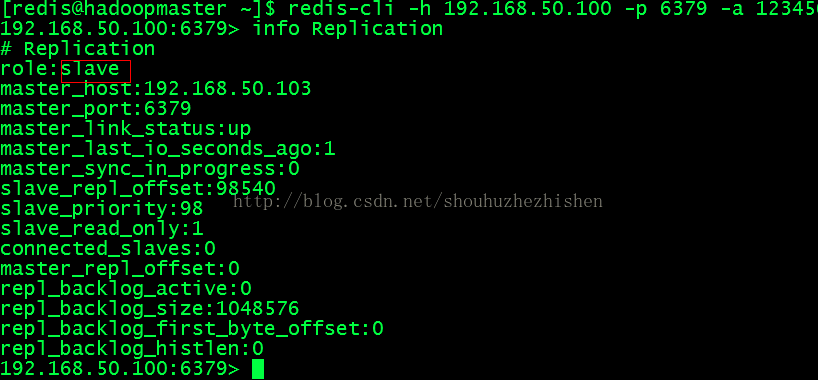 [redis@hadoopmaster ~]$ redis-cli -h 192.168.50.100 -p 6379 -a 12345
192.168.50.100:6379> info Replication
# Replication
role:slave
master_host:192.168.50.103
master_port:6379
master_link_status:up
master_last_io_seconds_ago:1
master_sync_in_progress:0
slave_repl_offset:98540
http://blog.csdn.net/shouhuzhezhishen
slave_priority:98
slave_read_only:1
connected_slaves:0
master_repl_offset:0
repl_backlog_active:0
repl_backlog_size:1048576
repl_backlog_first_byte_offset:0
repl_backlog_histlen:0
192.168.50.100:6379>